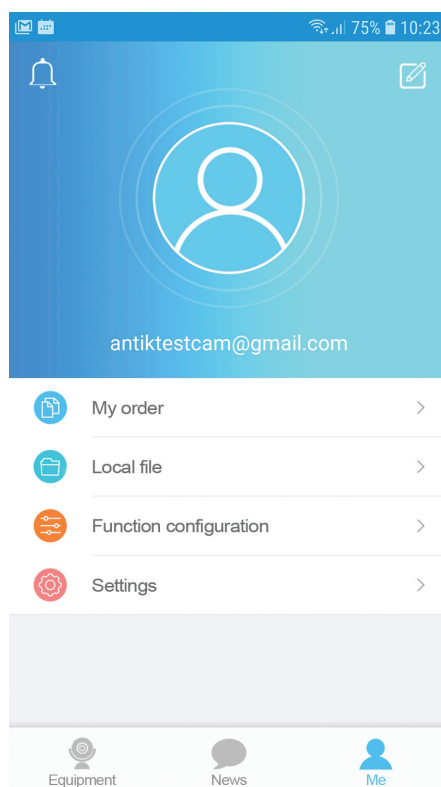 75% 10:23
antiktestcam@gmail.com
My order
Local file
Function configuration
Settings
Equipment News Me